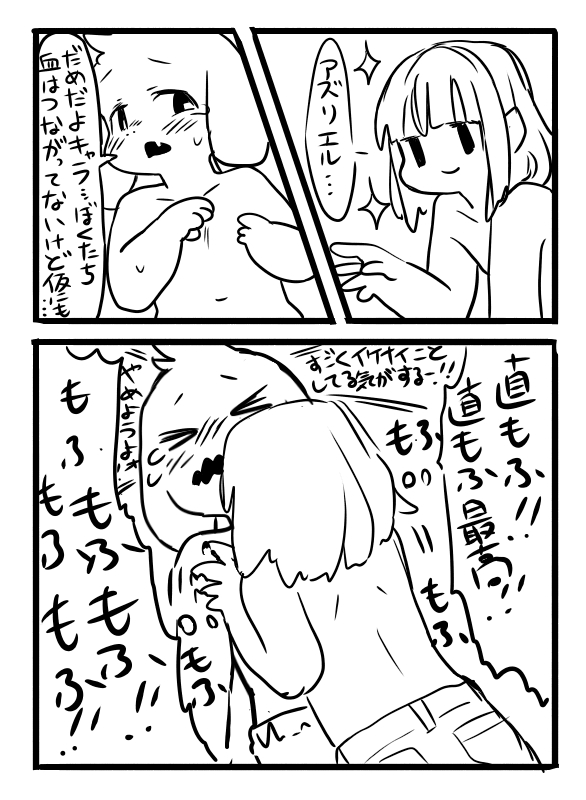 アズリエル…
だめだよキャラ…ぼくたち
血はつながってないけど仮にも…
直もふ!!
直もふ最高!!
すごくイケナイこと
してる気がするー!!
やめようよォ
もふ
もふ
もふ
もふ
もふ
もふ!!
もふ!!
もふ